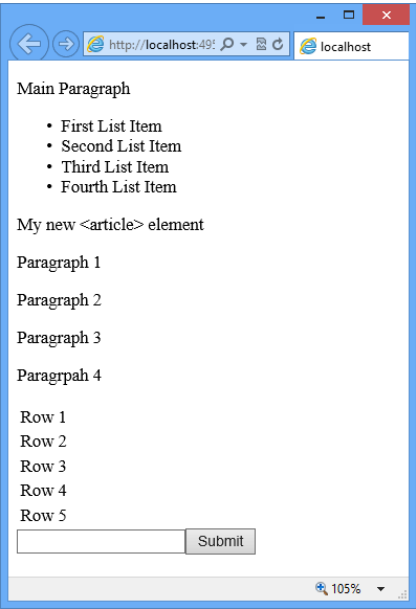 http://localhost:49
localhost
Main Paragraph
• First List Item
• Second List Item
• Third List Item
• Fourth List Item
My new <article> element
Paragraph 1
Paragraph 2
Paragraph 3
Paragrpah 4
Row 1
Row 2
Row 3
Row 4
Row 5
Submit
105%